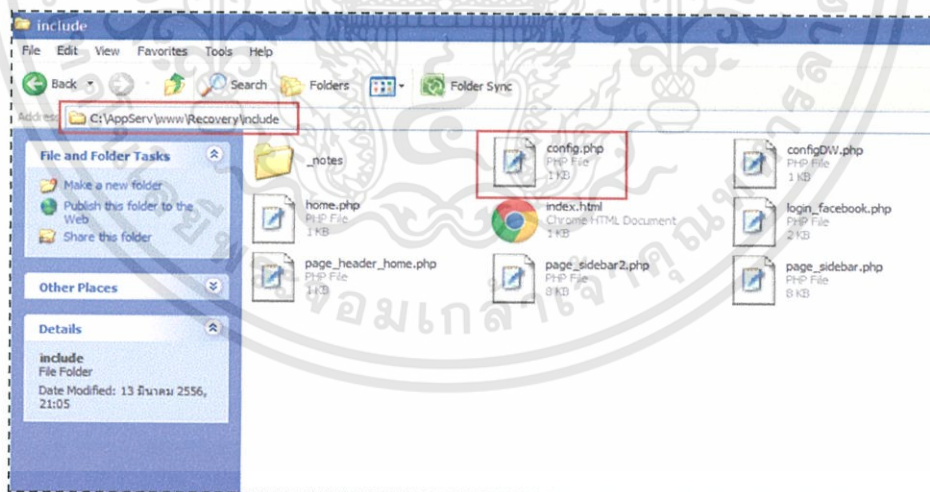 include
File Edit View Favorites Tools Help
Back Search Folders Folder Sync
Address C:\AppServ\www\Recovery\include
File and Folder Tasks
Make a new folder
Publish this folder to the
Web
Share this folder
Other Places
Details
include
File Folder
Date Modified: 13 มีนาคม 2556,
21:05
_notes
config.php
PHP File
1 KB
configDW.php
PHP File
1 KB
home.php
PHP File
1 KB
index.html
Chrome HTML Document
1 KB
login_facebook.php
PHP File
2 KB
page_header_home.php
PHP File
1 KB
page_sidebar2.php
PHP File
8 KB
page_sidebar.php
PHP File
8 KB